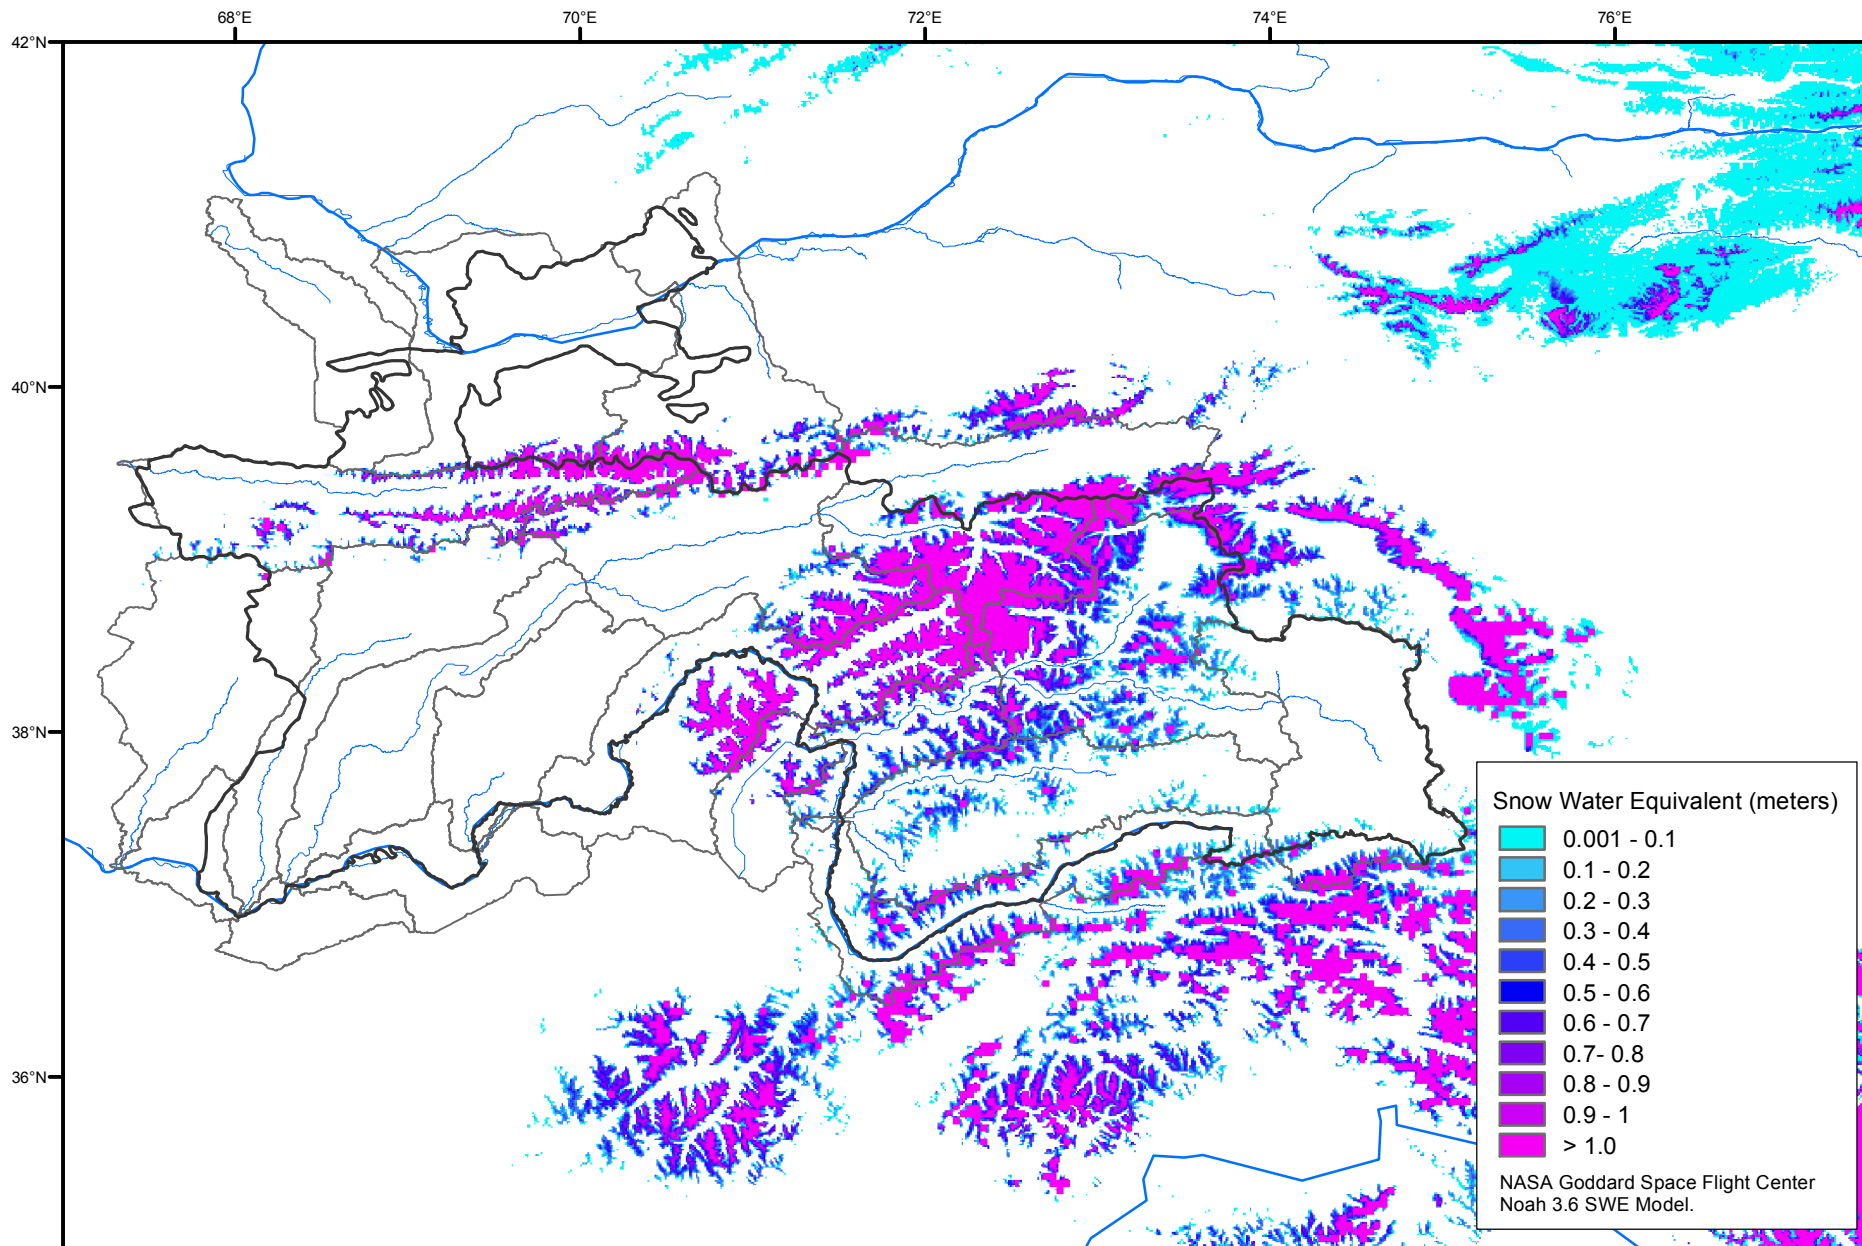 68°E 70°E 72°E 74°E 76°E
42°N
40°N
38°N
36°N
Snow Water Equivalent (meters)
0.001 - 0.1
0.1 - 0.2
0.2 - 0.3
0.3 - 0.4
0.4 - 0.5
0.5 - 0.6
0.6 - 0.7
0.7- 0.8
0.8 - 0.9
0.9 - 1
> 1.0
NASA Goddard Space Flight Center
Noah 3.6 SWE Model.